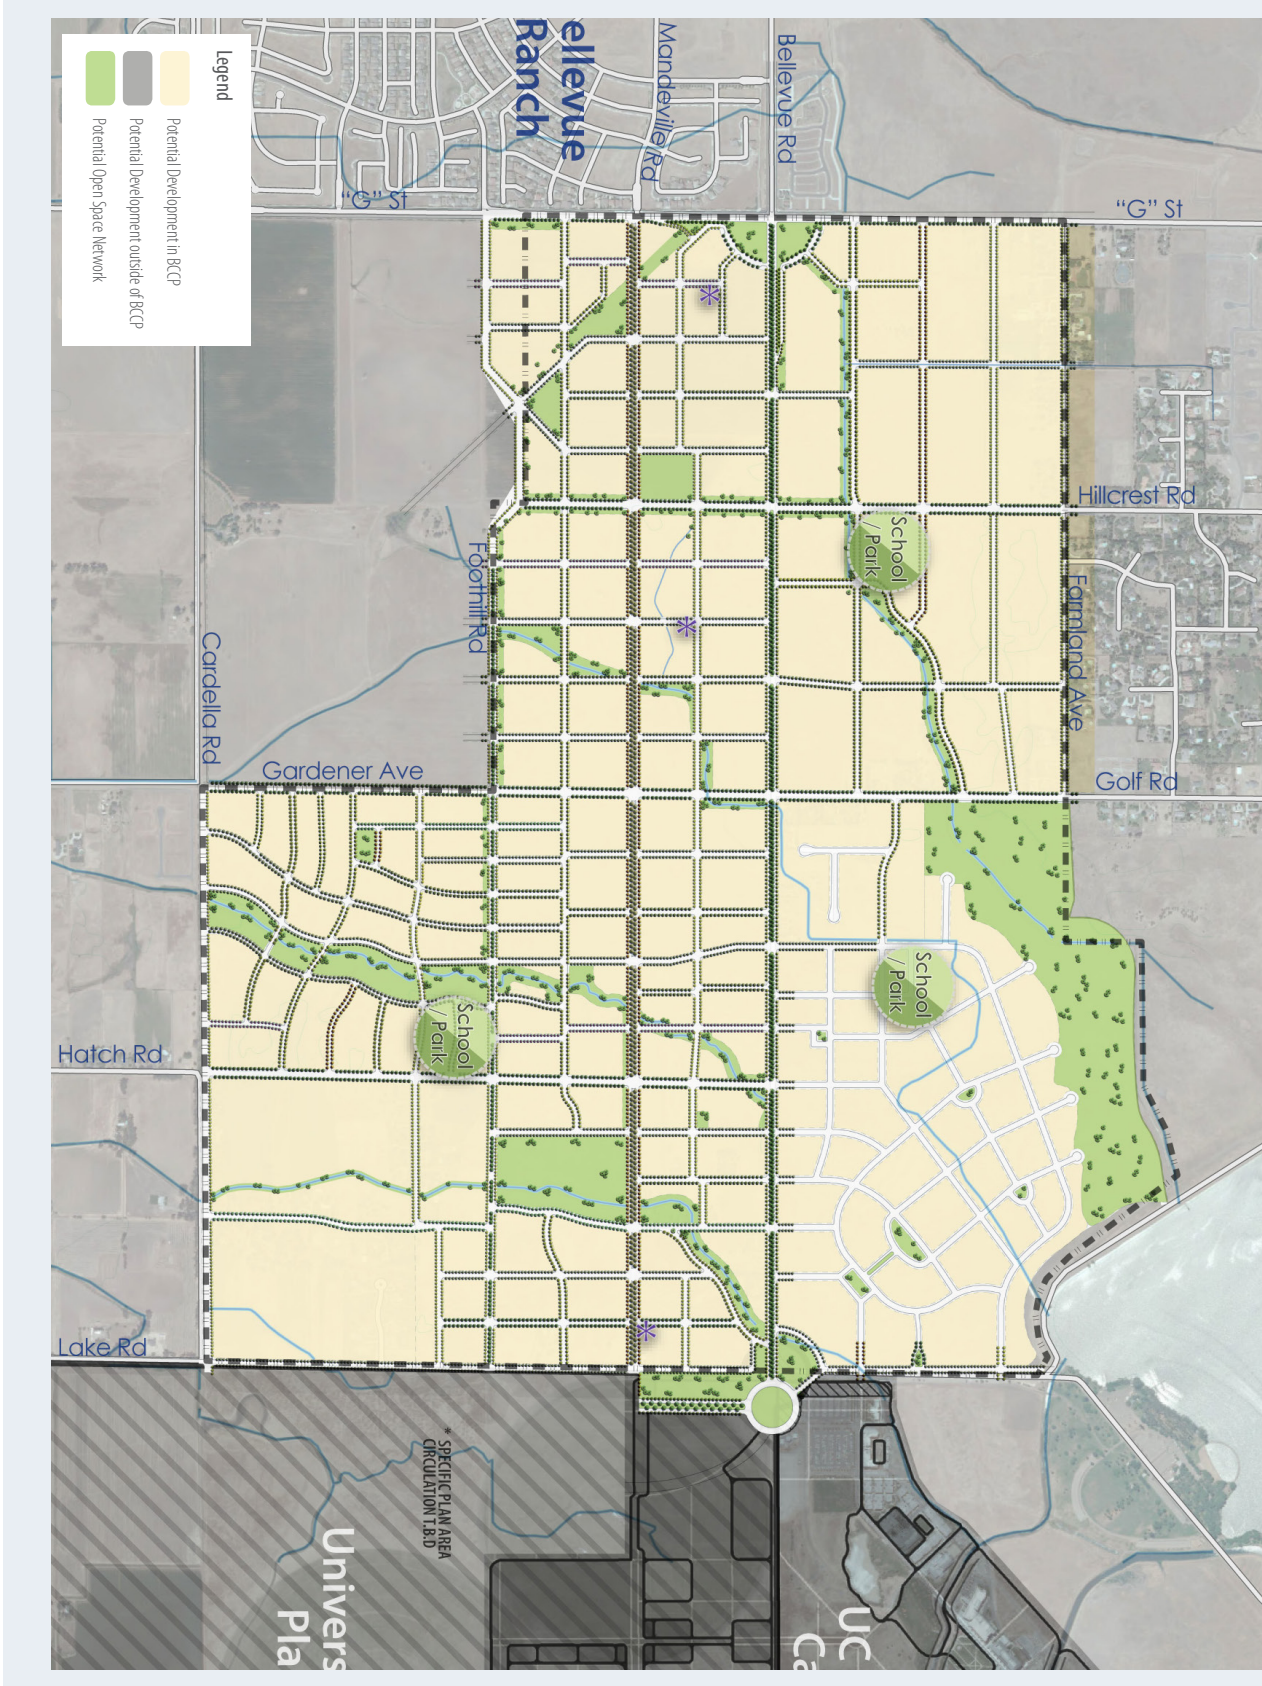 Legend
Potential Development in BCCP
Potential Development outside of BCCP
Potential Open Space Network
ellevue
Ranch
Mandeville Rd
Bellevue Rd
"G" St
"G" St
Hillcrest Rd
School
/ Park
Foothill Rd
Farmland Ave
Cardella Rd
Gardener Ave
Golf Rd
School
/ Park
School
/ Park
Hatch Rd
Lake Rd
* SPECIFIC PLAN AREA
CIRCULATION T.B.D
Univers
Pla
UC
Ca